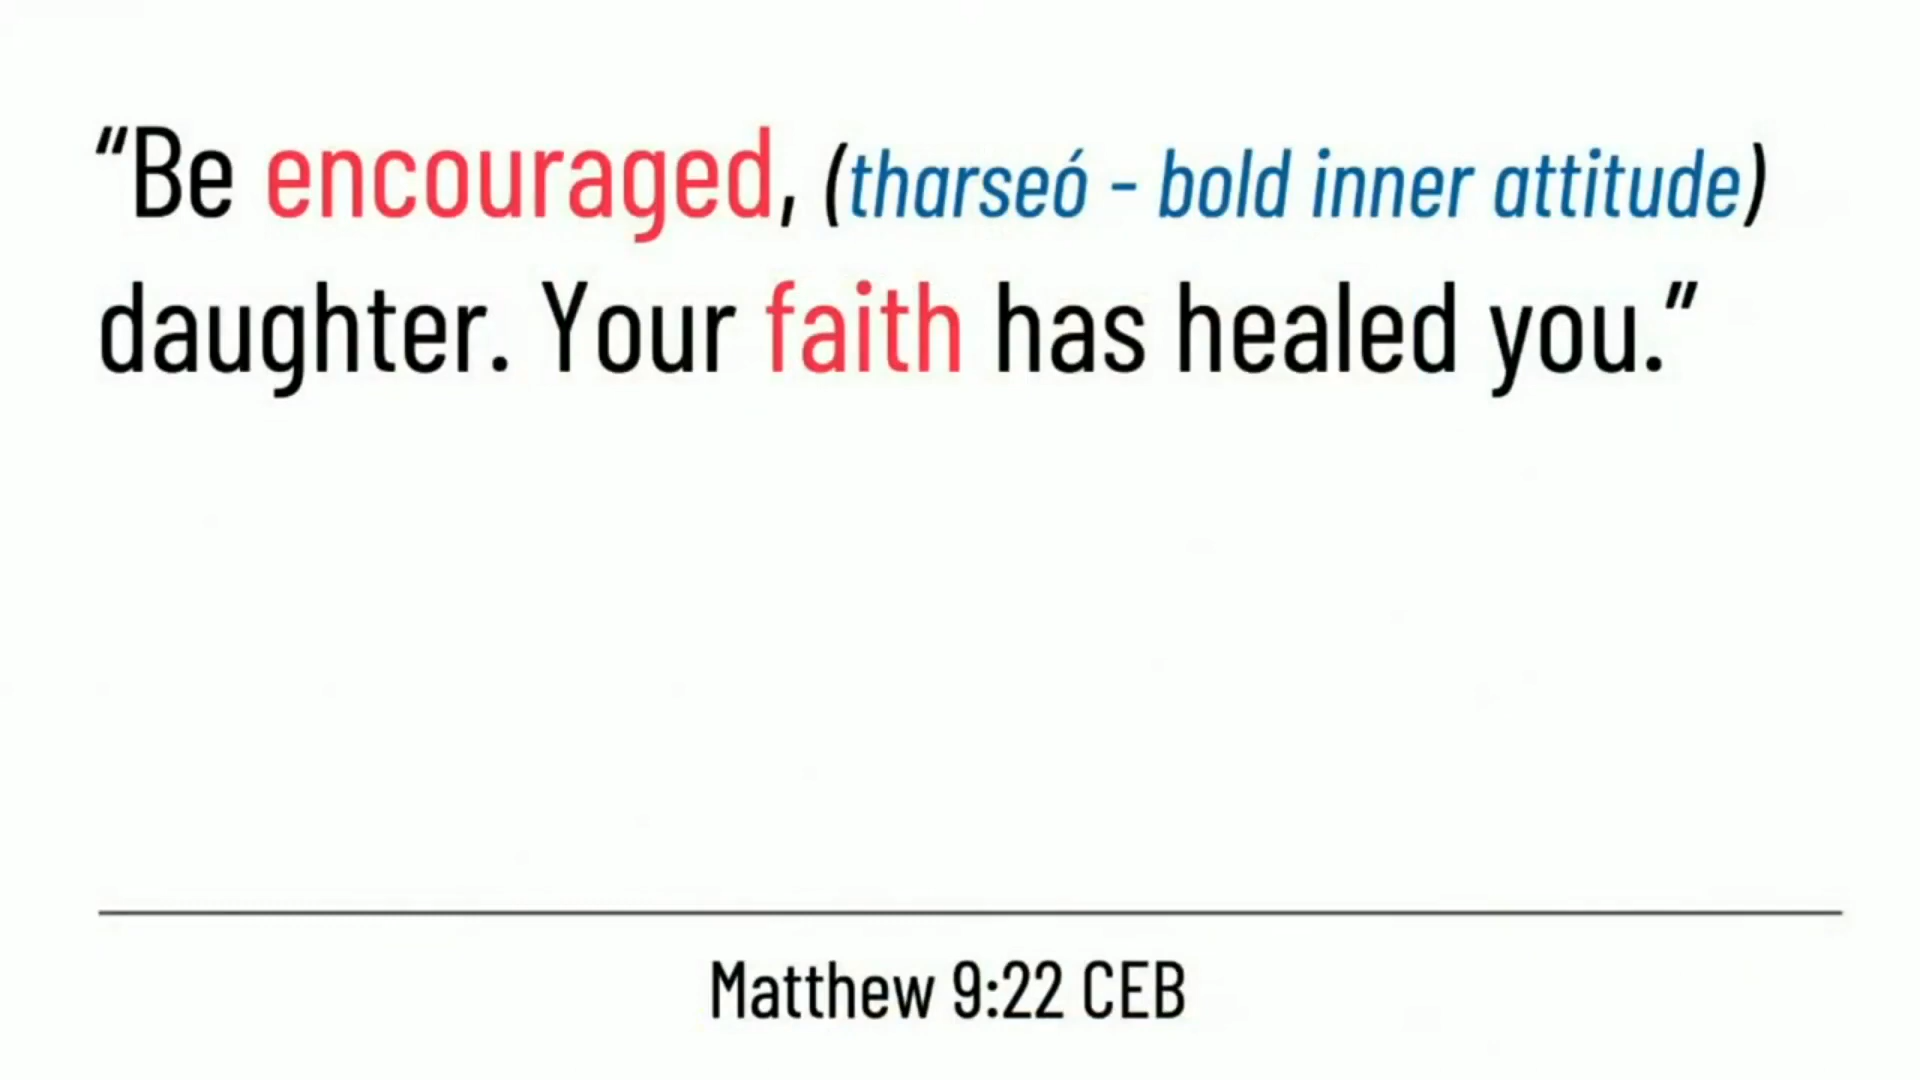 “Be encouraged, (tharseó - bold inner attitude)
daughter. Your faith has healed you.”
Matthew 9:22 CEB